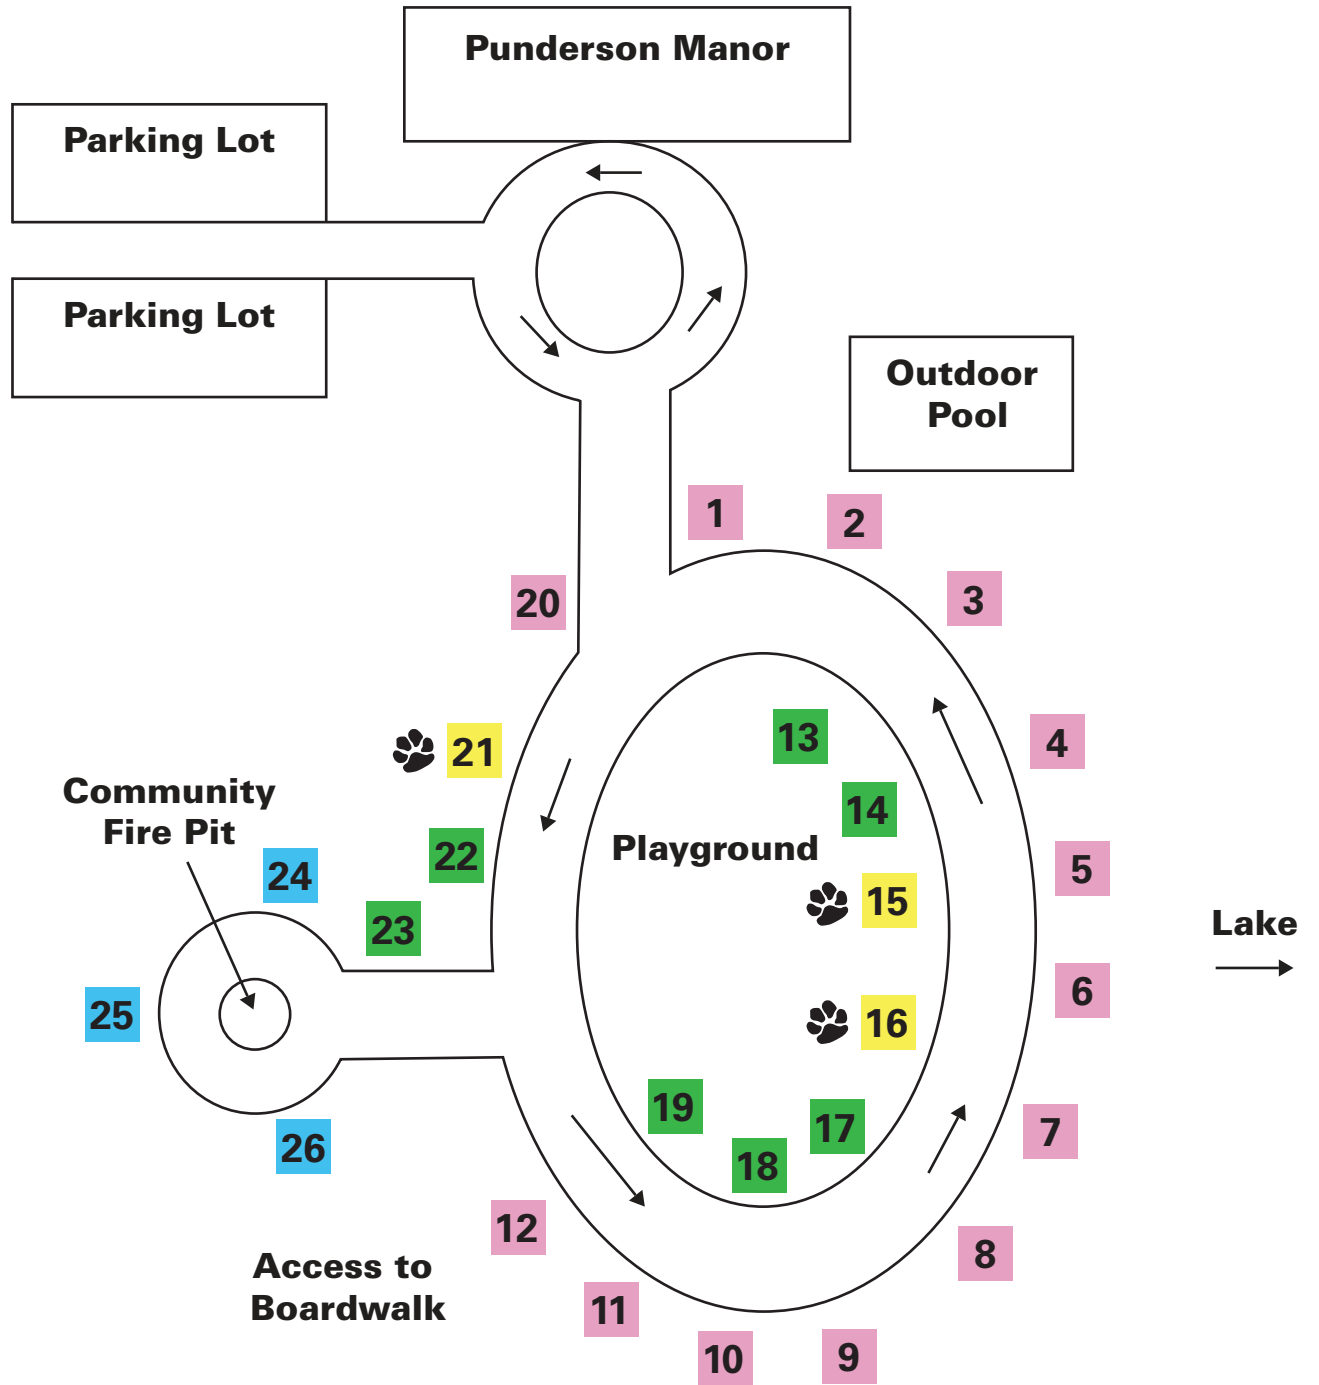 Punderson Manor
Parking Lot
Parking Lot
Outdoor
Pool
1
2
3
20
4
13
21
14
Community
Fire Pit
Playground
22
5
24
15
23
Lake
6
25
16
19
17
7
26
18
12
8
Access to
Boardwalk
11
10
9